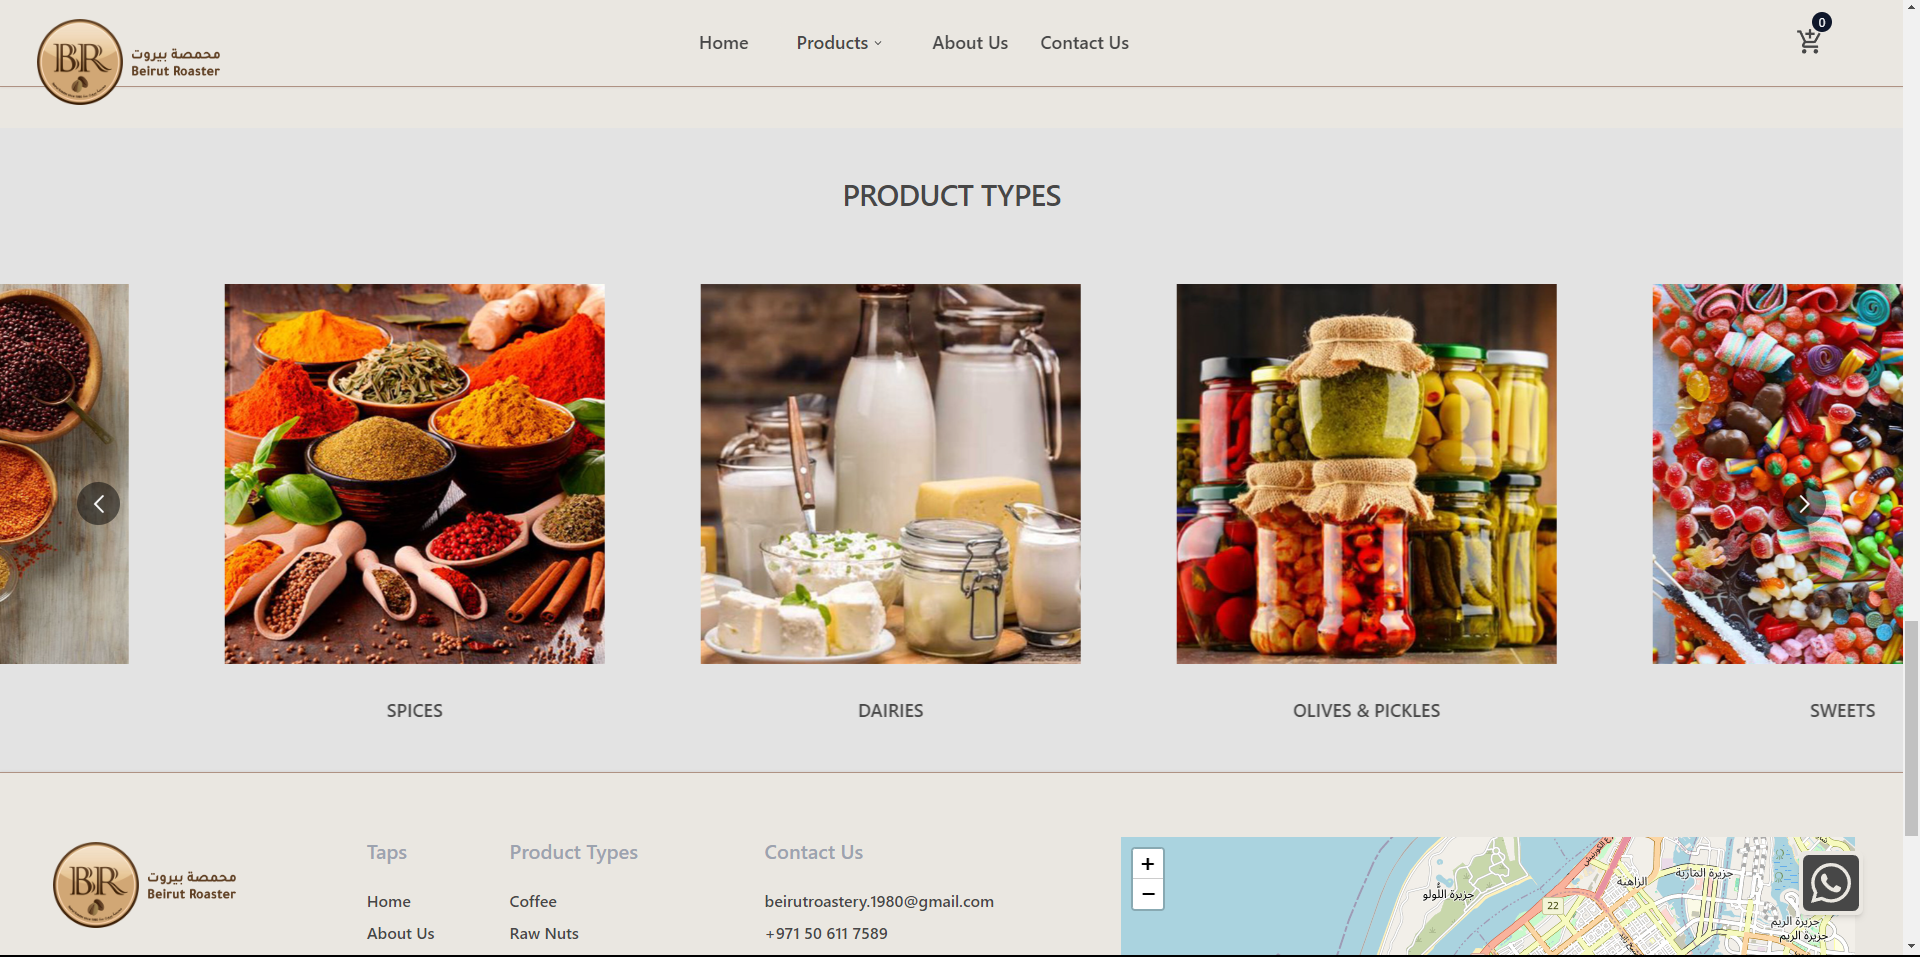 BR
محمصة بيروت
Beirut Roaster
Home
Products
About Us
Contact Us
0
PRODUCT TYPES
SPICES
DAIRIES
OLIVES & PICKLES
SWEETS
BR
محمصة بيروت
Beirut Roaster
Taps
Home
About Us
Product Types
Coffee
Raw Nuts
Contact Us
beirutroastery.1980@gmail.com
+971 50 611 7589
+
−
جزيرة اللؤلؤ
22
الزاهية
جزيرة المارية
جزيرة الريم
جزيرة الريم